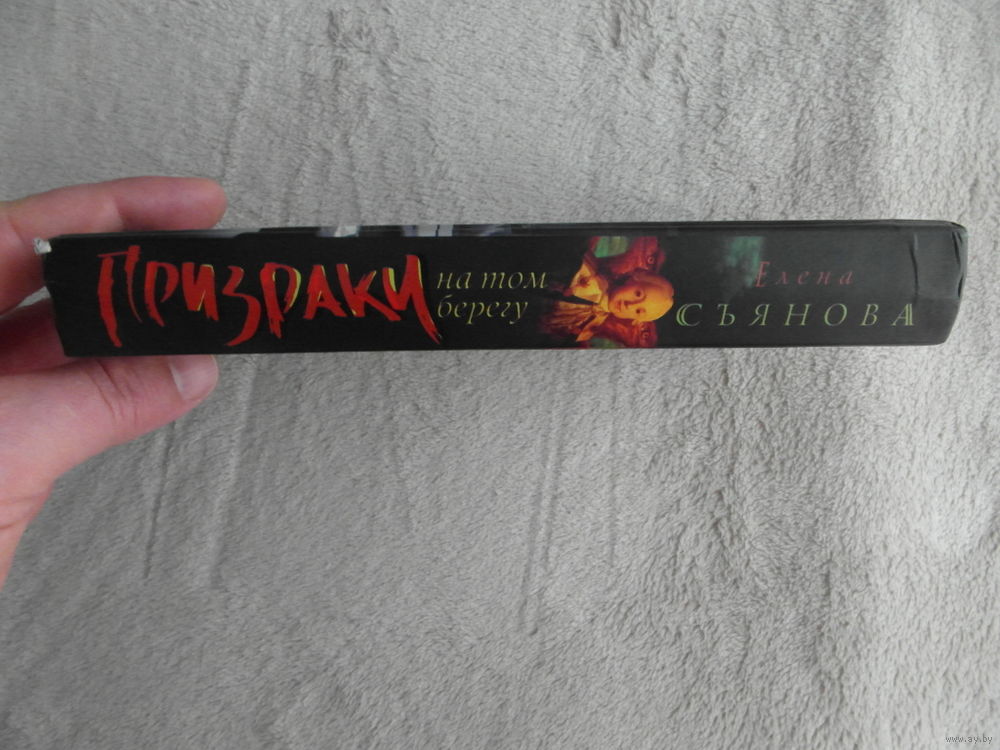 Призраки
на том
берегу
Елена
СЪЯНОВА
www.ay.by